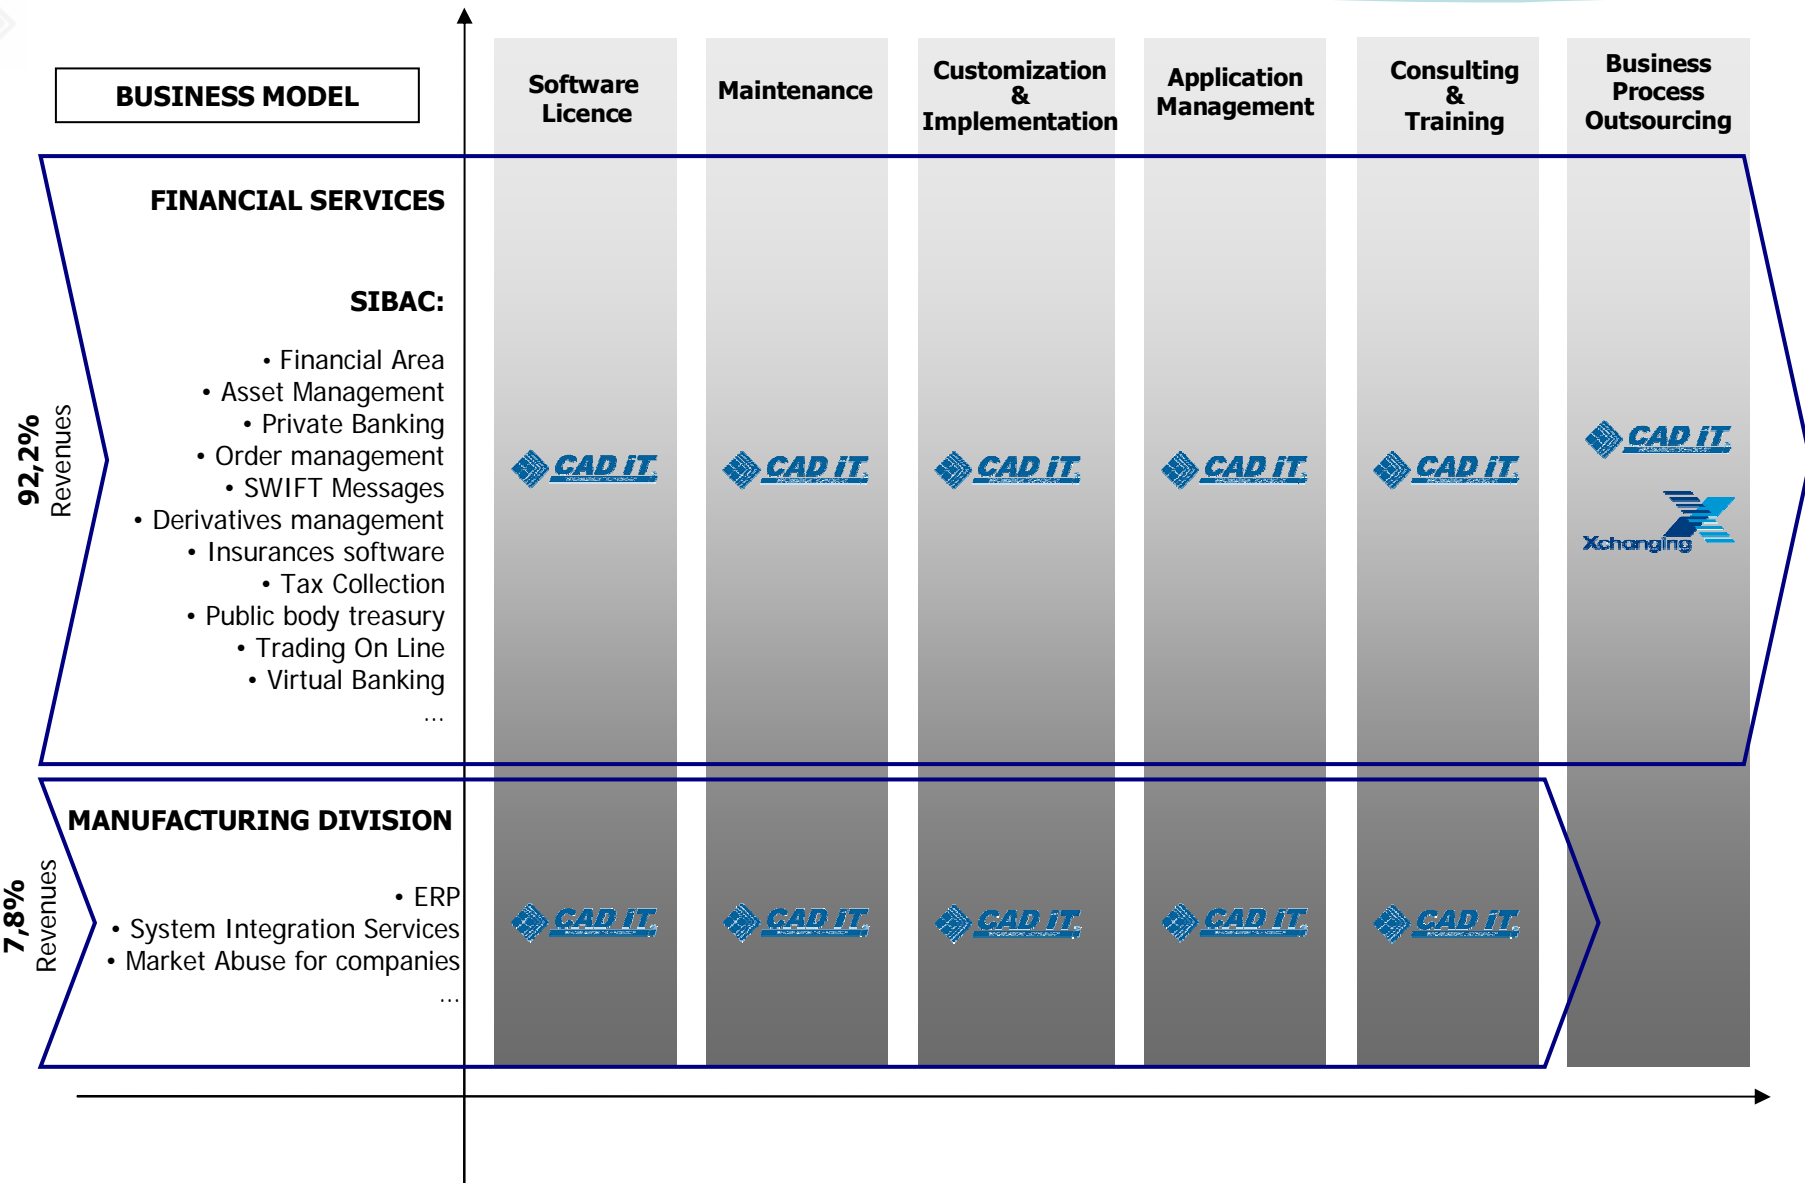 BUSINESS MODEL
Software
Licence
Maintenance
Customization
&
Implementation
Application
Management
Consulting
&
Training
Business
Process
Outsourcing
92,2%
Revenues
FINANCIAL SERVICES
SIBAC:
• Financial Area
• Asset Management
• Private Banking
• Order management
• SWIFT Messages
• Derivatives management
• Insurances software
• Tax Collection
• Public body treasury
• Trading On Line
• Virtual Banking
...
CAD iT
CAD iT
CAD iT
CAD iT
CAD iT
CAD iT
Xchanging
7,8%
Revenues
MANUFACTURING DIVISION
• ERP
• System Integration Services
• Market Abuse for companies
...
CAD iT
CAD iT
CAD iT
CAD iT
CAD iT